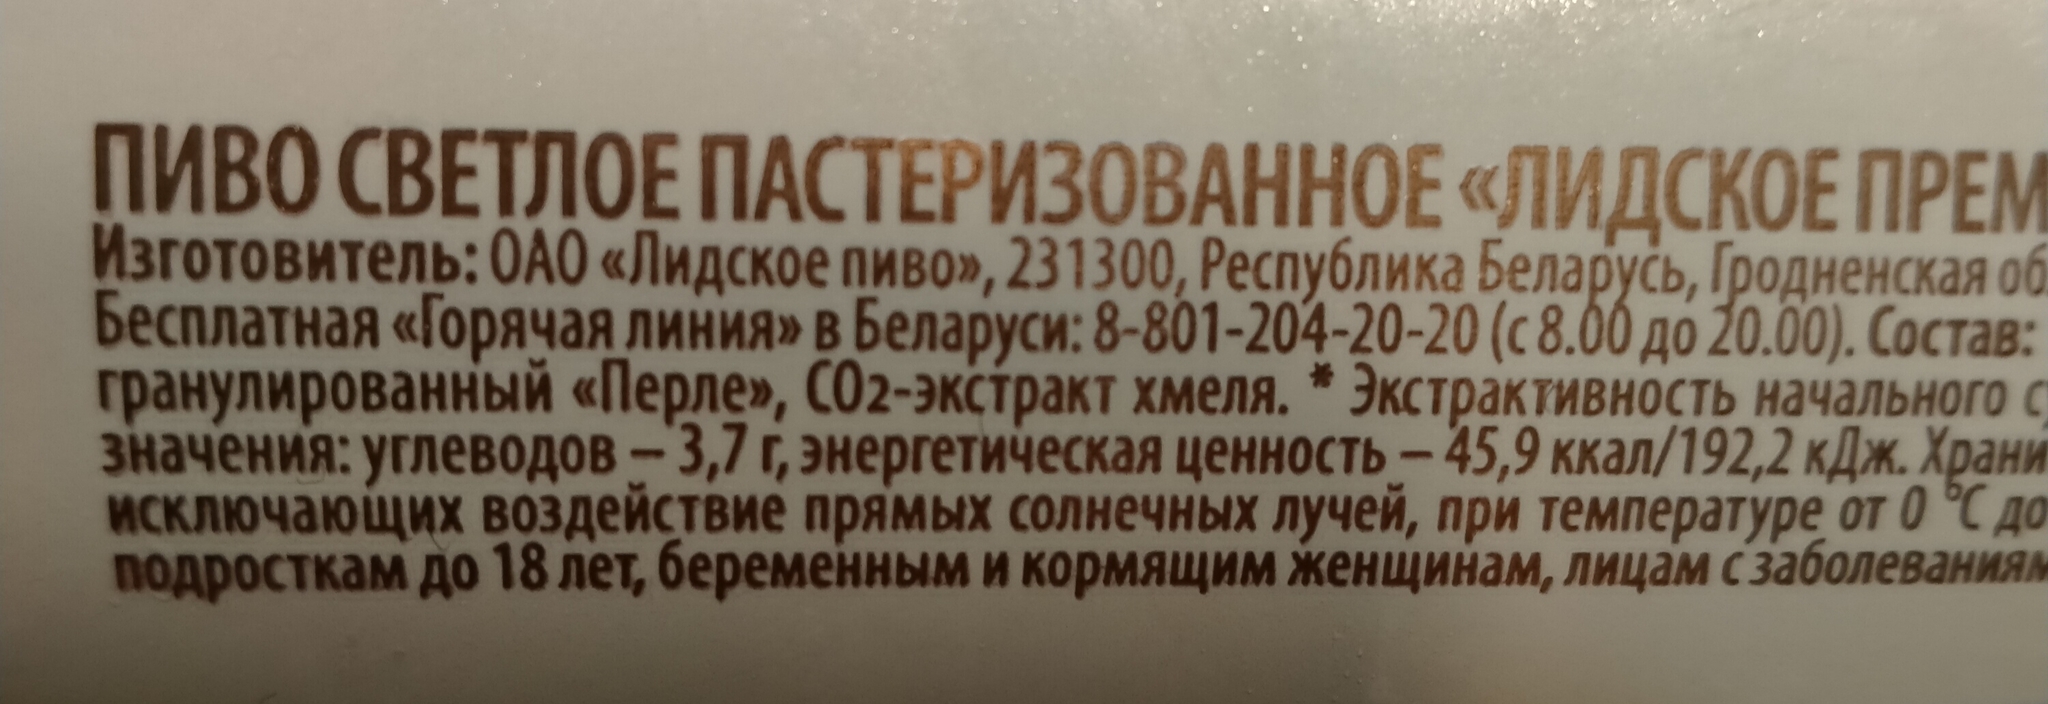 ПИВО СВЕТЛОЕ ПАСТЕРИЗОВАННОЕ «ЛИДСКОЕ ПРЕМ
Изготовитель: ОАО «Лидское пиво», 231300, Республика Беларусь, Гродненская об
Бесплатная «Горячая линия» в Беларуси: 8-801-204-20-20 (с 8.00 до 20.00). Состав:
гранулированный «Перле», СО2-экстракт хмеля. * Экстрактивность начального с
значения: углеводов – 3,7 г, энергетическая ценность – 45,9 ккал/192,2 кДж. Храни
исключающих воздействие прямых солнечных лучей, при температуре от 0 °С до
подросткам до 18 лет, беременным и кормящим женщинам, лицам с заболеваниям